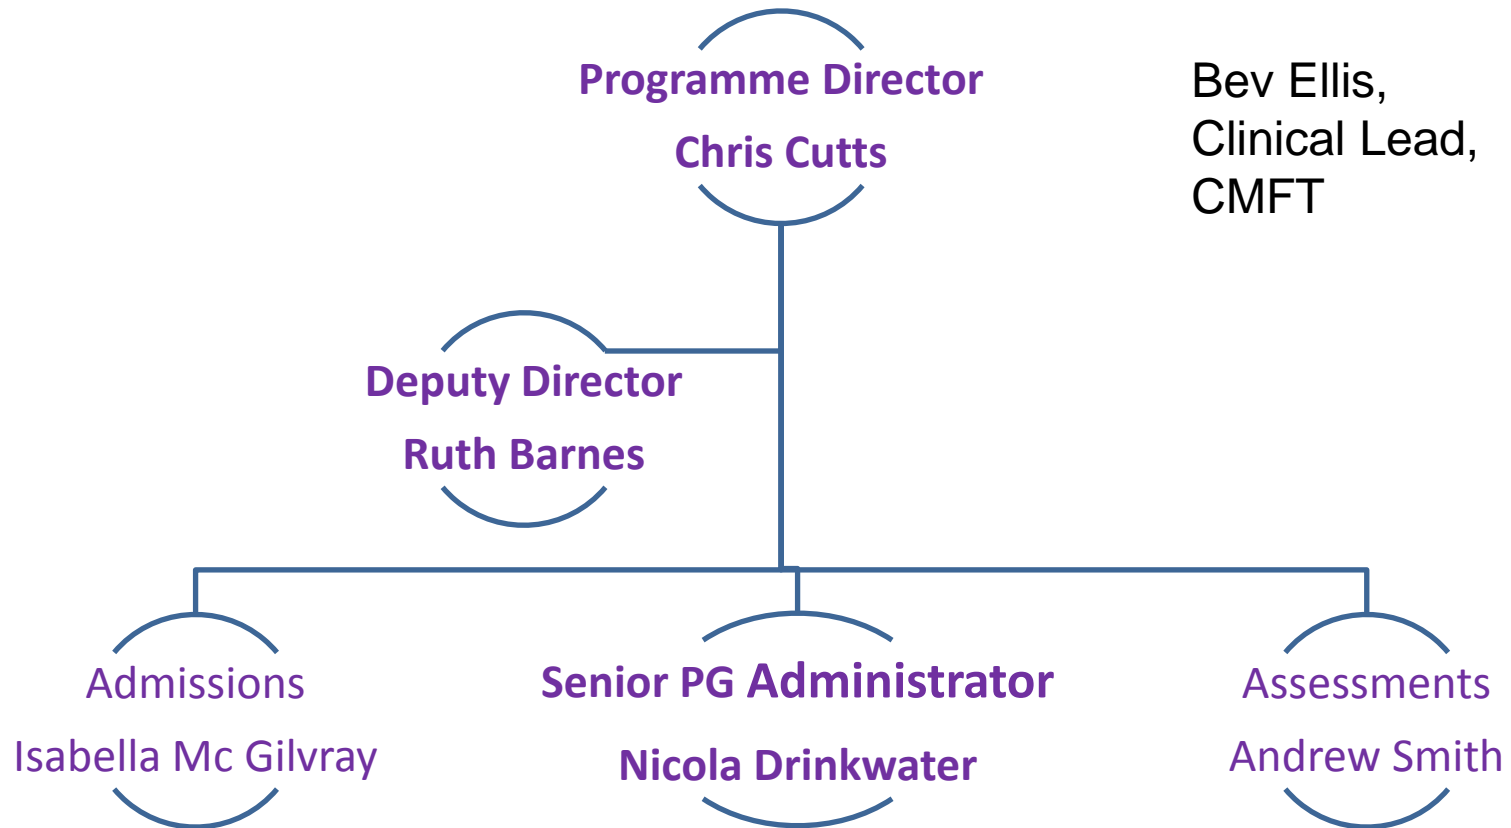 Programme Director
Chris Cutts
Bev Ellis,
Clinical Lead,
CMFT
Deputy Director
Ruth Barnes
Admissions
Isabella Mc Gilvray
Senior PG Administrator
Nicola Drinkwater
Assessments
Andrew Smith